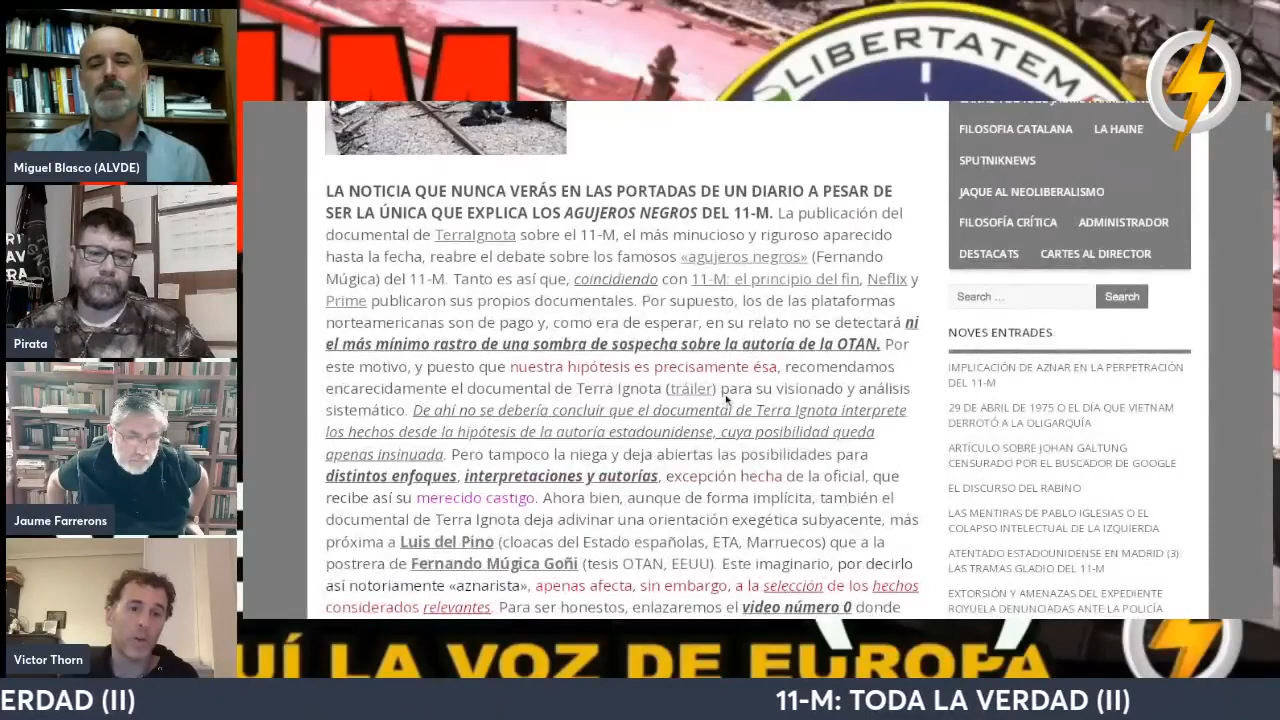 LIBERTATEM
Miguel Blasco (ALVDE)
Pirata
Jaume Farrerons
Victor Thorn
LA NOTICIA QUE NUNCA VERÁS EN LAS PORTADAS DE UN DIARIO A PESAR DE
SER LA ÚNICA QUE EXPLICA LOS AGUJEROS NEGROS DEL 11-M. La publicación del
documental de TerraIgnota sobre el 11-M, el más minucioso y riguroso aparecido
hasta la fecha, reabre el debate sobre los famosos «agujeros negros» (Fernando
Múgica) del 11-M. Tanto es así que, coincidiendo con 11-M: el principio del fin, Neflix y
Prime publicaron sus propios documentales. Por supuesto, los de las plataformas
norteamericanas son de pago y, como era de esperar, en su relato no se detectará ni
el más mínimo rastro de una sombra de sospecha sobre la autoría de la OTAN. Por
este motivo, y puesto que nuestra hipótesis es precisamente ésa, recomendamos
encarecidamente el documental de Terra Ignota (tráiler) para su visionado y análisis
sistemático. De ahí no se debería concluir que el documental de Terra Ignota interprete
los hechos desde la hipótesis de la autoría estadounidense, cuya posibilidad queda
apenas insinuada. Pero tampoco la niega y deja abiertas las posibilidades para
distintos enfoques, interpretaciones y autorías, excepción hecha de la oficial, que
recibe así su merecido castigo. Ahora bien, aunque de forma implícita, también el
documental de Terra Ignota deja adivinar una orientación exegética subyacente, más
próxima a Luis del Pino (cloacas del Estado españolas, ETA, Marruecos) que a la
postrera de Fernando Múgica Goñi (tesis OTAN, EEUU). Este imaginario, por decirlo
así notoriamente «aznarista», apenas afecta, sin embargo, a la selección de los hechos
considerados relevantes. Para ser honestos, enlazaremos el video número 0 donde
FILOSOFIA CATALANA LA HAINE
SPUTNIKNEWS
JAQUE AL NEOLIBERALISMO
FILOSOFÍA CRÍTICA ADMINISTRADOR
DESTACATS CARTES AL DIRECTOR
Search … Search
NOVES ENTRADES
IMPLICACIÓN DE AZNAR EN LA PERPETRACIÓN
DEL 11-M
29 DE ABRIL DE 1975 O EL DÍA QUE VIETNAM
DERROTÓ A LA OLIGARQUÍA
ARTÍCULO SOBRE JOHAN GALTUNG
CENSURADO POR EL BUSCADOR DE GOOGLE
EL DISCURSO DEL RABINO
LAS MENTIRAS DE PABLO IGLESIAS O EL
COLAPSO INTELECTUAL DE LA IZQUIERDA
ATENTADO ESTADOUNIDENSE EN MADRID (3)
LAS TRAMAS GLADIO DEL 11-M
EXTORSIÓN Y AMENAZAS DEL EXPEDIENTE
ROYUELA DENUNCIADAS ANTE LA POLICÍA
UÍ LA VOZ DE EUROPA
ERDAD (II) 11-M: TODA LA VERDAD (II)